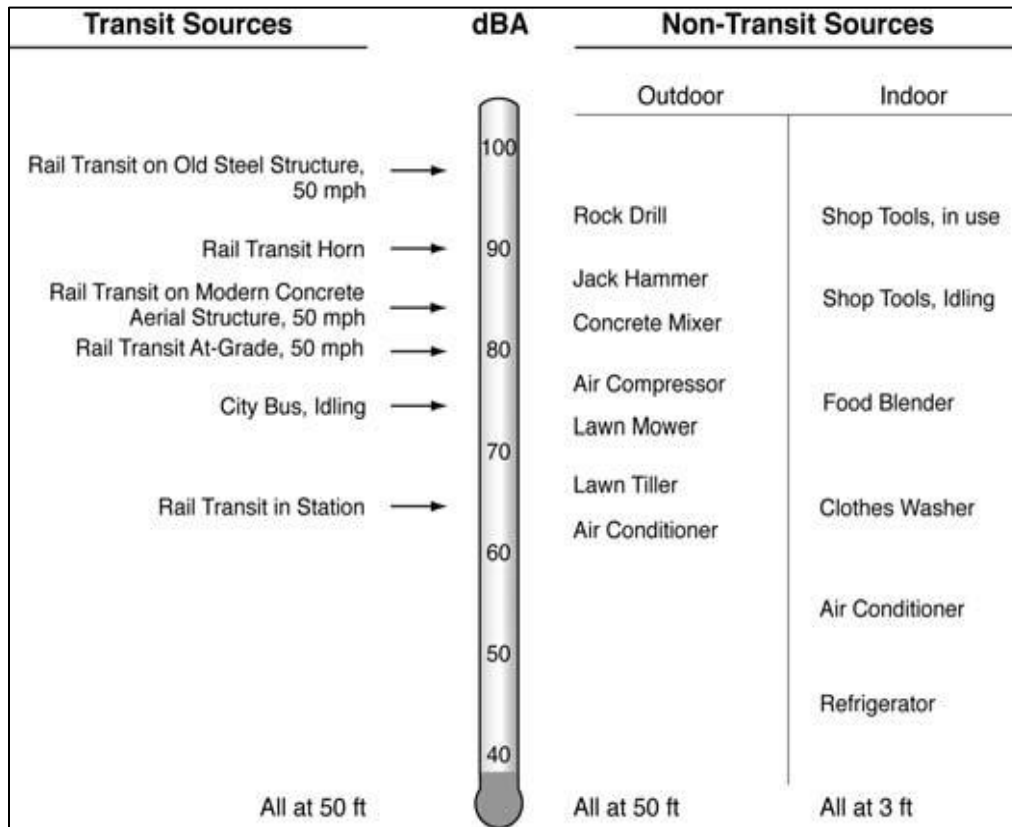 Transit Sources
dBA
Non-Transit Sources
Outdoor
Indoor
100
Rail Transit on Old Steel Structure,
50 mph
Rock Drill
Shop Tools, in use
Rail Transit Horn
90
Jack Hammer
Rail Transit on Modern Concrete
Aerial Structure, 50 mph
Shop Tools, Idling
Concrete Mixer
Rail Transit At-Grade, 50 mph
80
Air Compressor
City Bus, Idling
Food Blender
Lawn Mower
70
Lawn Tiller
Rail Transit in Station
Clothes Washer
Air Conditioner
60
Air Conditioner
50
Refrigerator
40
All at 50 ft
All at 50 ft
All at 3 ft